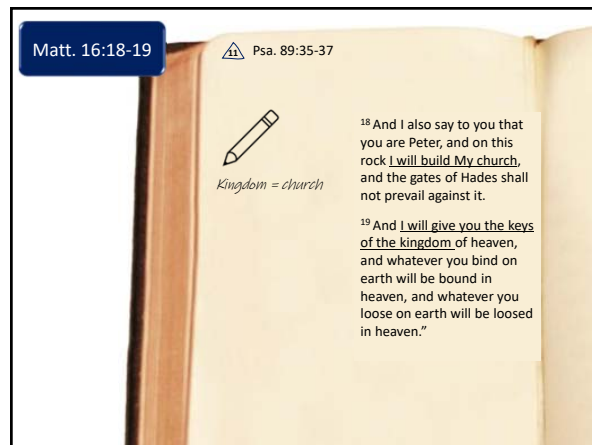 Matt. 16:18-19
11 Psa. 89:35-37
Kingdom = church
18 And I also say to you that
you are Peter, and on this
rock I will build My church,
and the gates of Hades shall
not prevail against it.
19 And I will give you the keys
of the kingdom of heaven,
and whatever you bind on
earth will be bound in
heaven, and whatever you
loose on earth will be loosed
in heaven.”